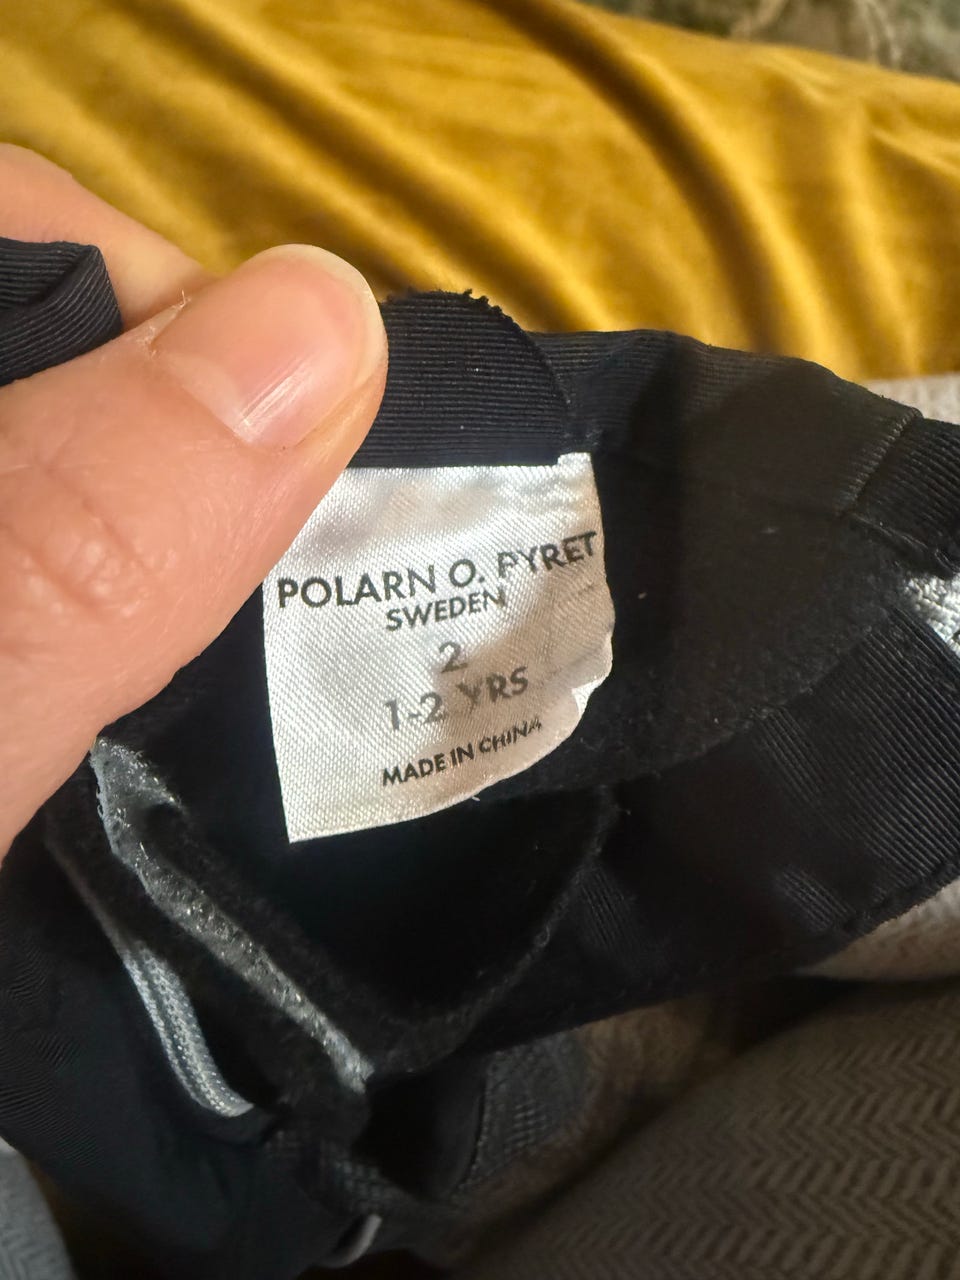 POLARN O. PYRET
SWEDEN
2
1-2 YRS
MADE IN CHINA